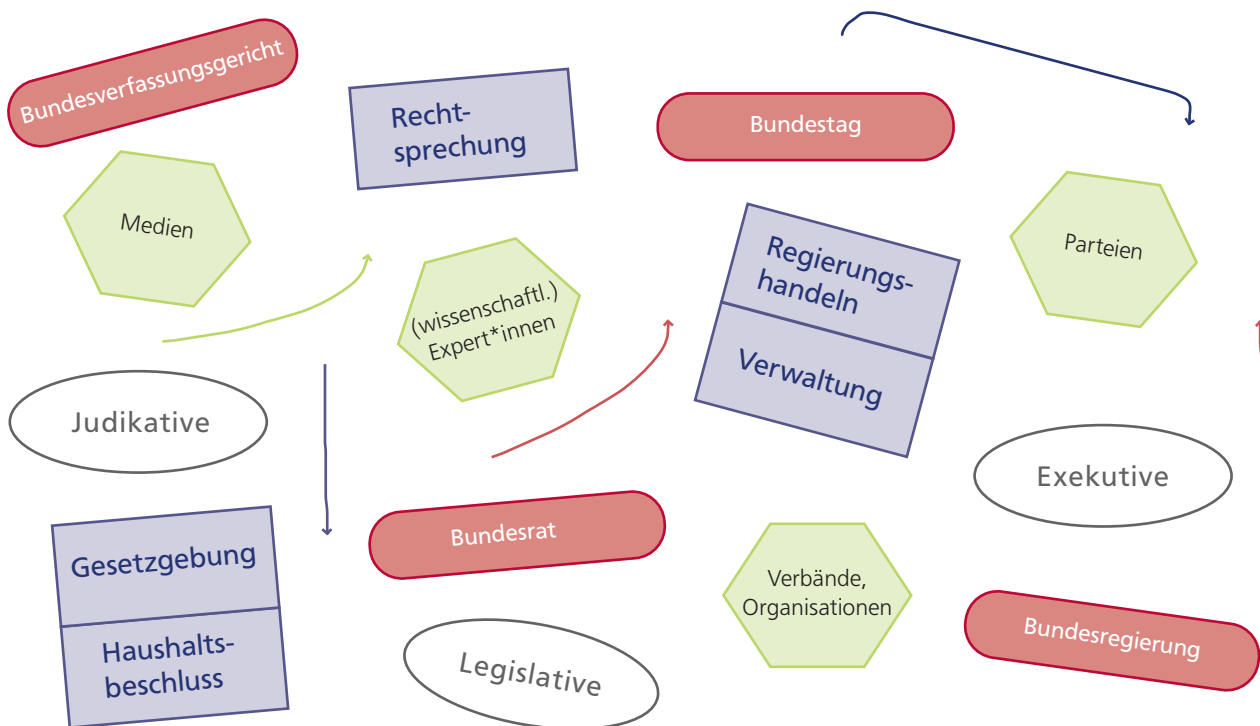 Bundesverfassungsgericht
Recht-
sprechung
Bundestag
Medien
Parteien
Regierungs-
handeln
Verwaltung
(wissenschaftl.)
Expert*innen
Judikative
Exekutive
Bundesrat
Gesetzgebung
Haushalts-
beschluss
Verbände,
Organisationen
Bundesregierung
Legislative